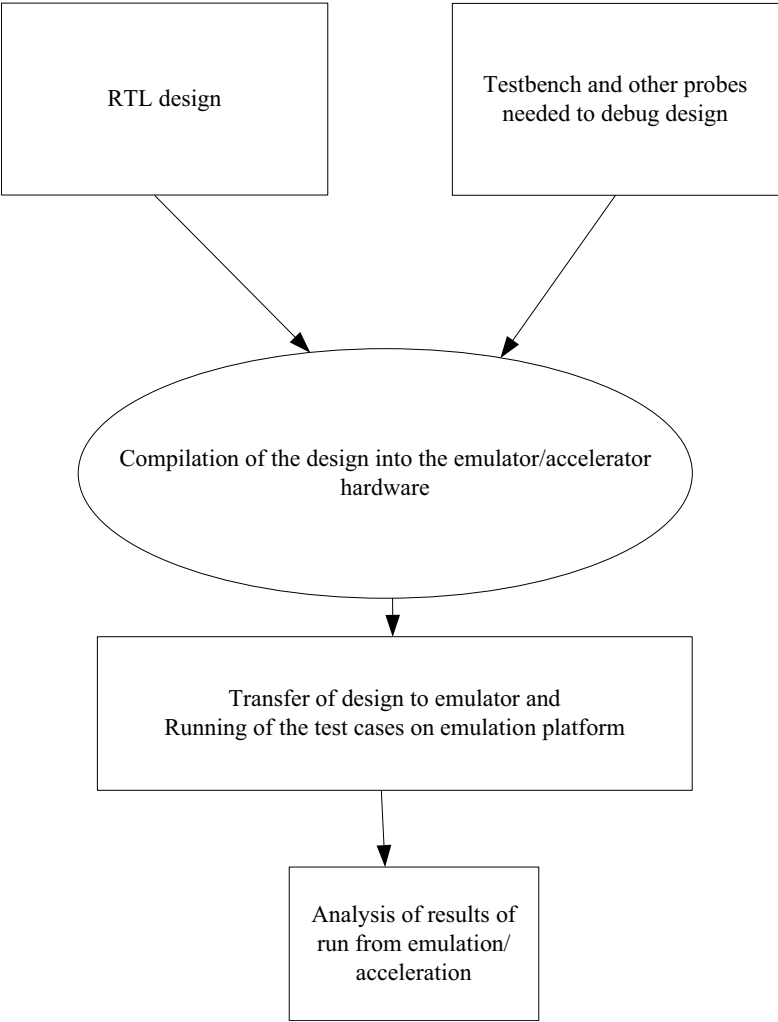 RTL design
Testbench and other probes
needed to debug design
Compilation of the design into the emulator/accelerator
hardware
Transfer of design to emulator and
Running of the test cases on emulation platform
Analysis of results of
run from emulation/
acceleration